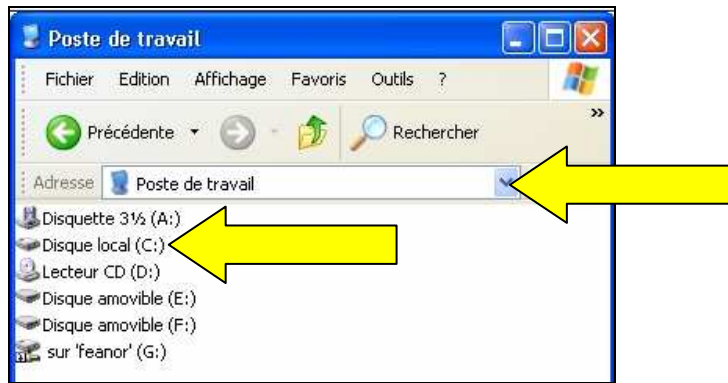 Poste de travail
Fichier Edition Affichage Favoris Outils ?
Précédente Rechercher »
Adresse Poste de travail
Disquette 3½ (A:)
Disque local (C:)
Lecteur CD (D:)
Disque amovible (E:)
Disque amovible (F:)
sur 'feanor' (G:)